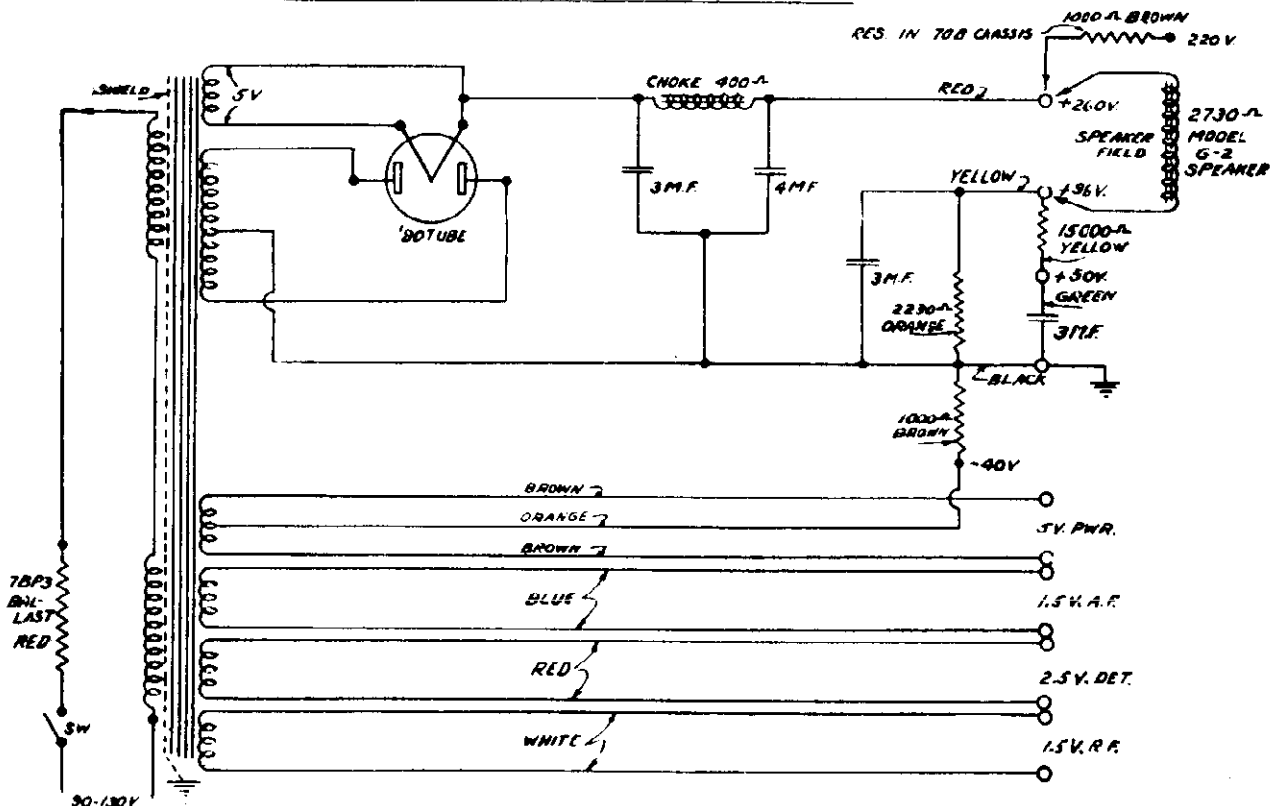 1000 Ω BROWN
RES. IN 70B CHASSIS
220 V.
SHIELD
5V
CHOKE 400 Ω
RED
+260V.
2730 Ω
MODEL
G-2
SPEAKER
SPEAKER
FIELD
3 M.F.
4 MF
YELLOW
+96V.
'80 TUBE
15000 Ω
YELLOW
3 M.F.
+50V.
GREEN
2230 Ω
ORANGE
3 M.F.
BLACK
1000 Ω
BROWN
-40V
BROWN
ORANGE
5V. PWR.
BROWN
7BP3
BAL-
LAST
RED
BLUE
1.5 V. A.F.
RED
2.5 V. DET.
SW
WHITE
1.5 V. R.F.
90-130V